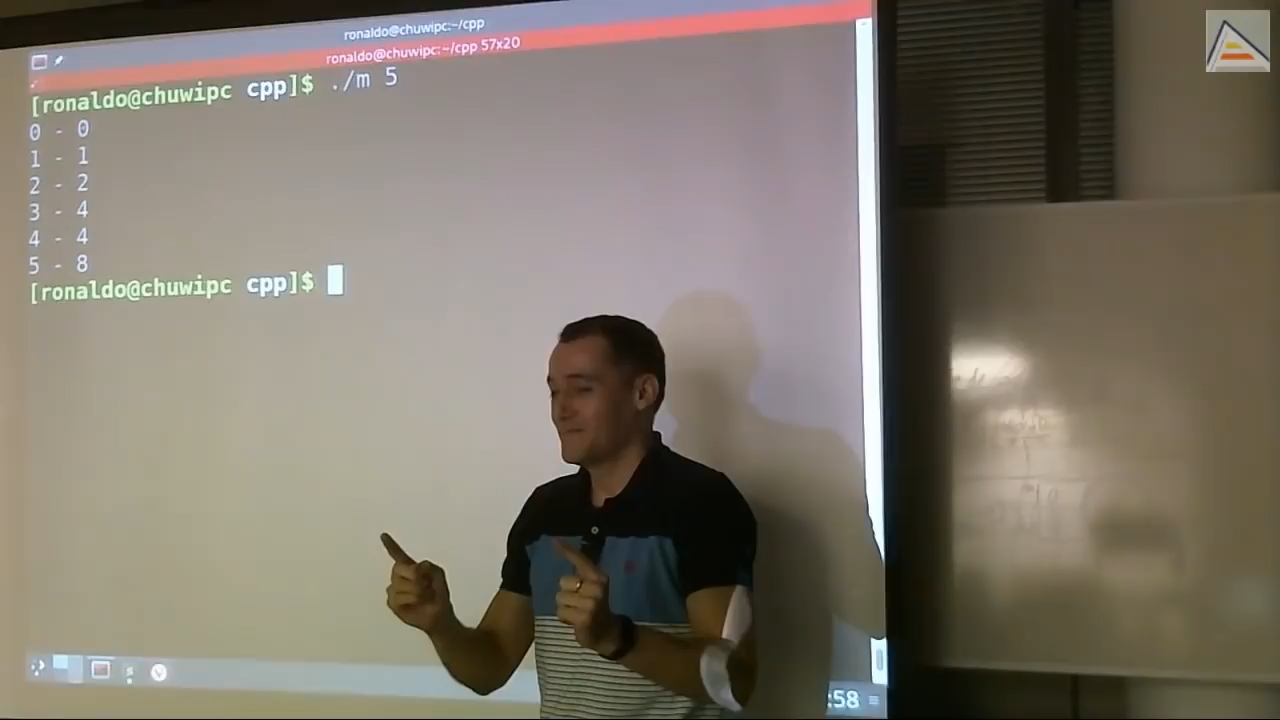 ronaldo@chuwipc:~/cpp
ronaldo@chuwipc:~/cpp 57x20
[ronaldo@chuwipc cpp]$ ./m 5
0 - 0
1 - 1
2 - 2
3 - 4
4 - 4
5 - 8
[ronaldo@chuwipc cpp]$
:58